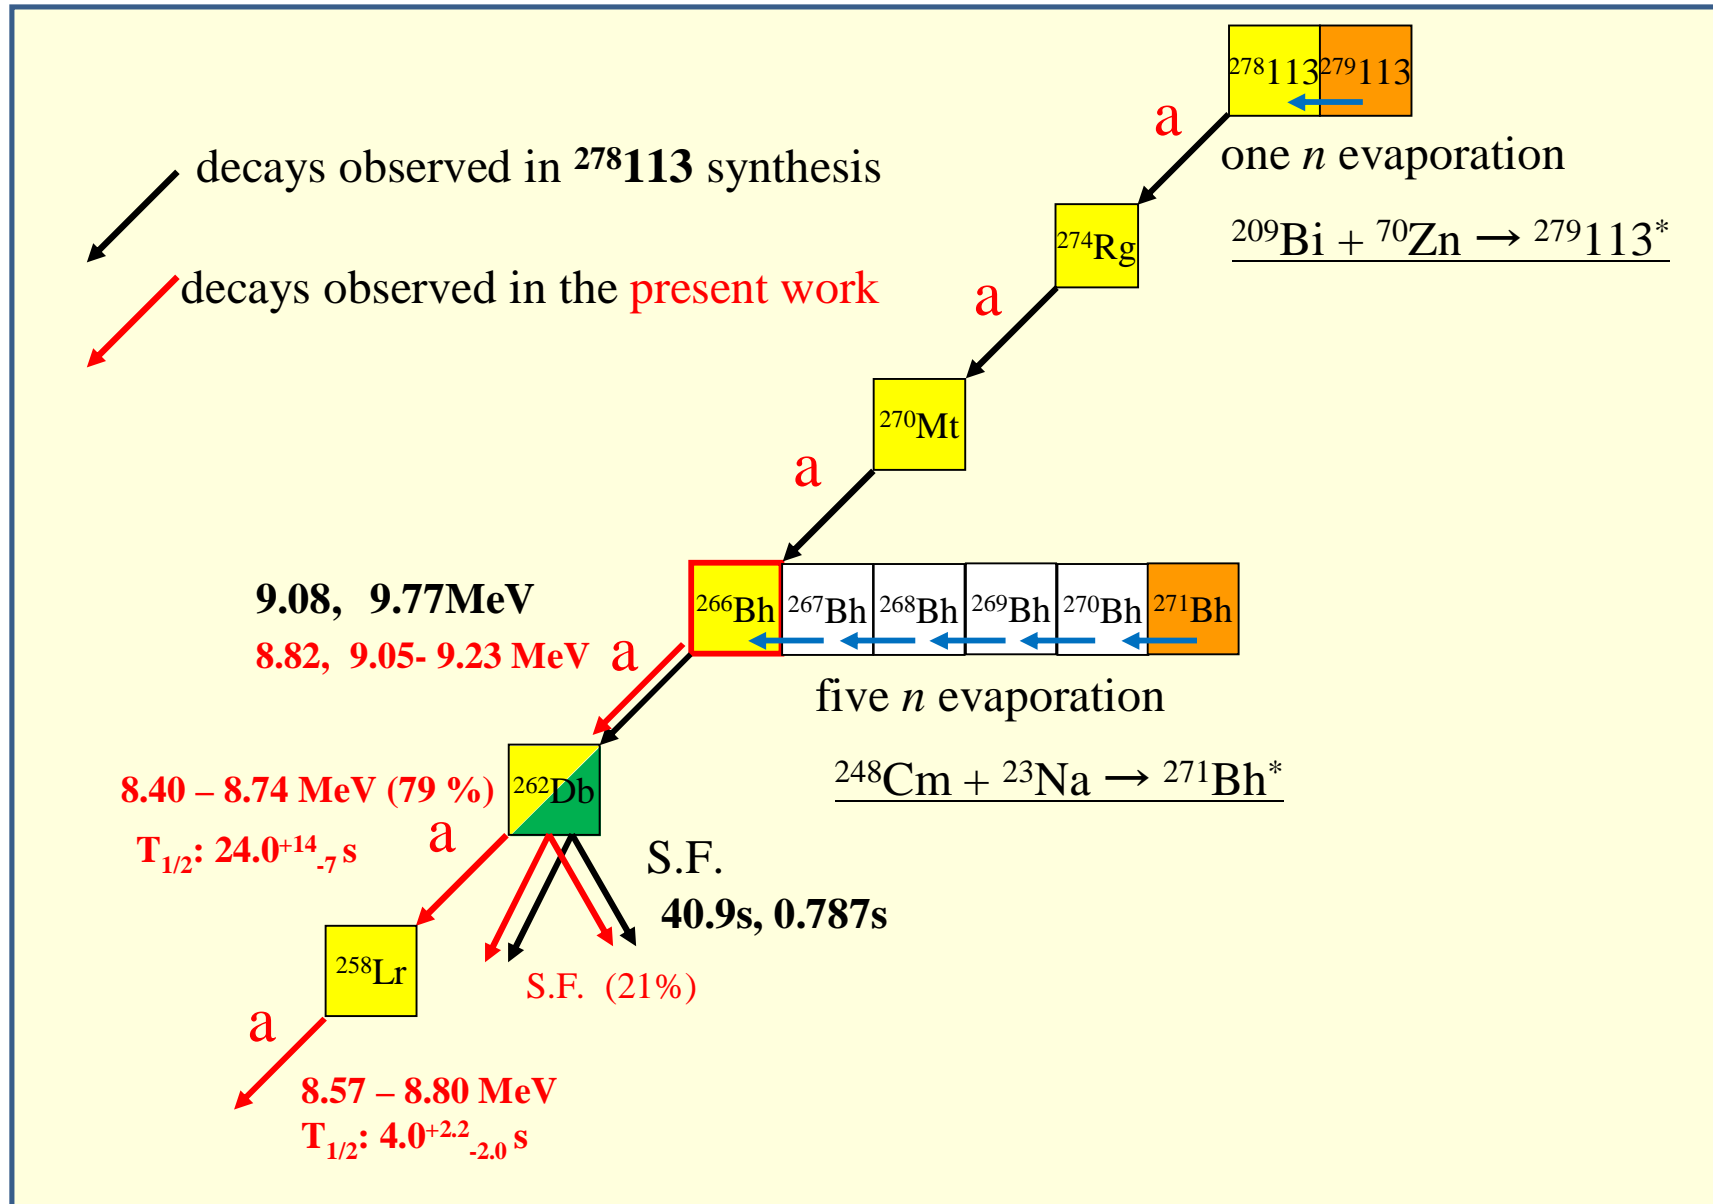 ²⁷⁸113 ²⁷⁹113
a
decays observed in ²⁷⁸113 synthesis
one n evaporation
²⁷⁴Rg
²⁰⁹Bi + ⁷⁰Zn → ²⁷⁹113*
decays observed in the present work
a
²⁷⁰Mt
a
9.08, 9.77MeV
²⁶⁶Bh ²⁶⁷Bh ²⁶⁸Bh ²⁶⁹Bh ²⁷⁰Bh ²⁷¹Bh
8.82, 9.05- 9.23 MeV a
five n evaporation
²⁴⁸Cm + ²³Na → ²⁷¹Bh*
8.40 – 8.74 MeV (79 %)
²⁶²Db
T₁/₂: 24.0⁺¹⁴₋₇ s
a
S.F.
40.9s, 0.787s
²⁵⁸Lr
S.F. (21%)
a
8.57 – 8.80 MeV
T₁/₂: 4.0⁺²·²₋₂.₀ s